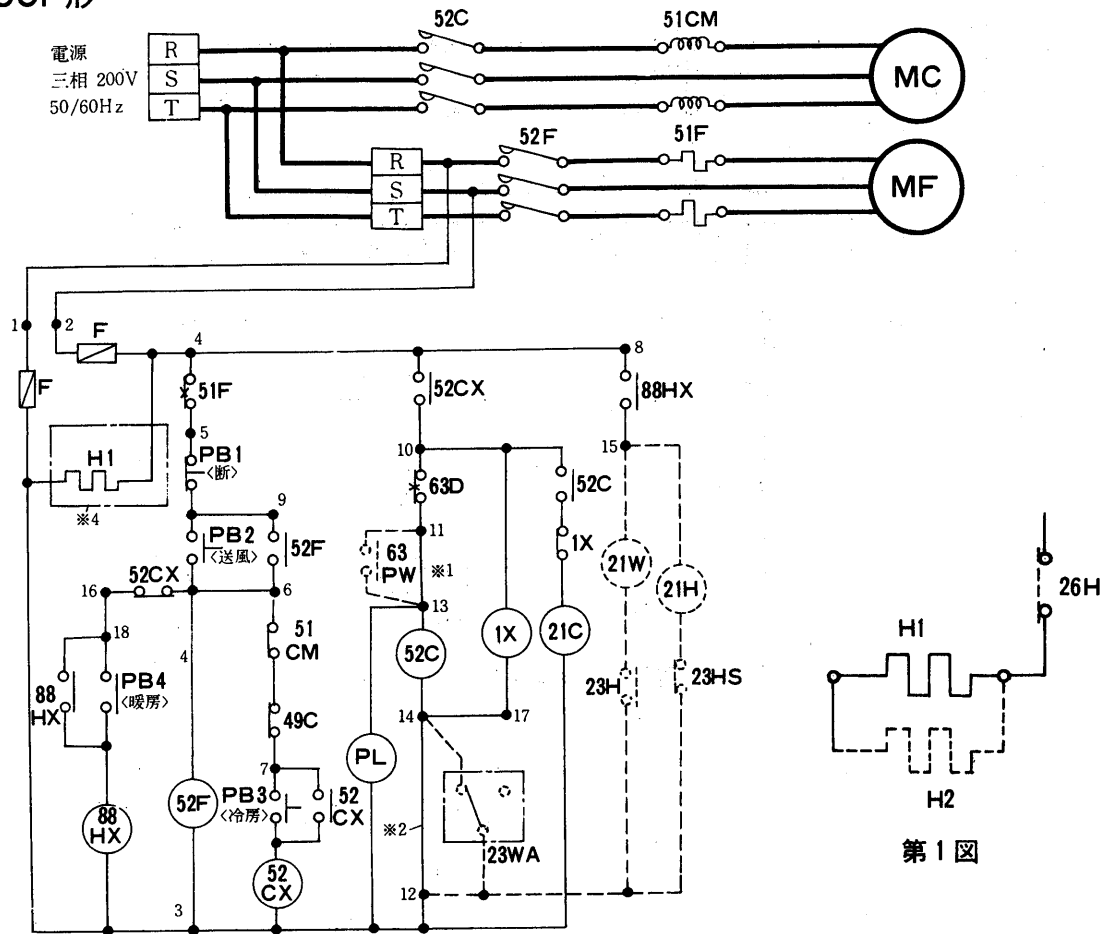 52C
51CM
電源
三相 200V
50/60Hz
R
S
T
MC
52F
51F
R
S
T
MF
1
2
F
4
8
F
51F
52CX
88HX
5
PB1
〈断〉
H1
※4
10
15
9
63D
52C
PB2
〈送風〉
52F
11
1X
63
PW
※1
21W
21H
52CX
16
6
13
26H
18
51
CM
52C
1X
21C
H1
4
88
HX
PB4
〈暖房〉
49C
14
17
23H
23HS
PL
7
H2
52F
PB3
〈冷房〉
52
CX
88
HX
※2
23WA
第1図
52
CX
12
3